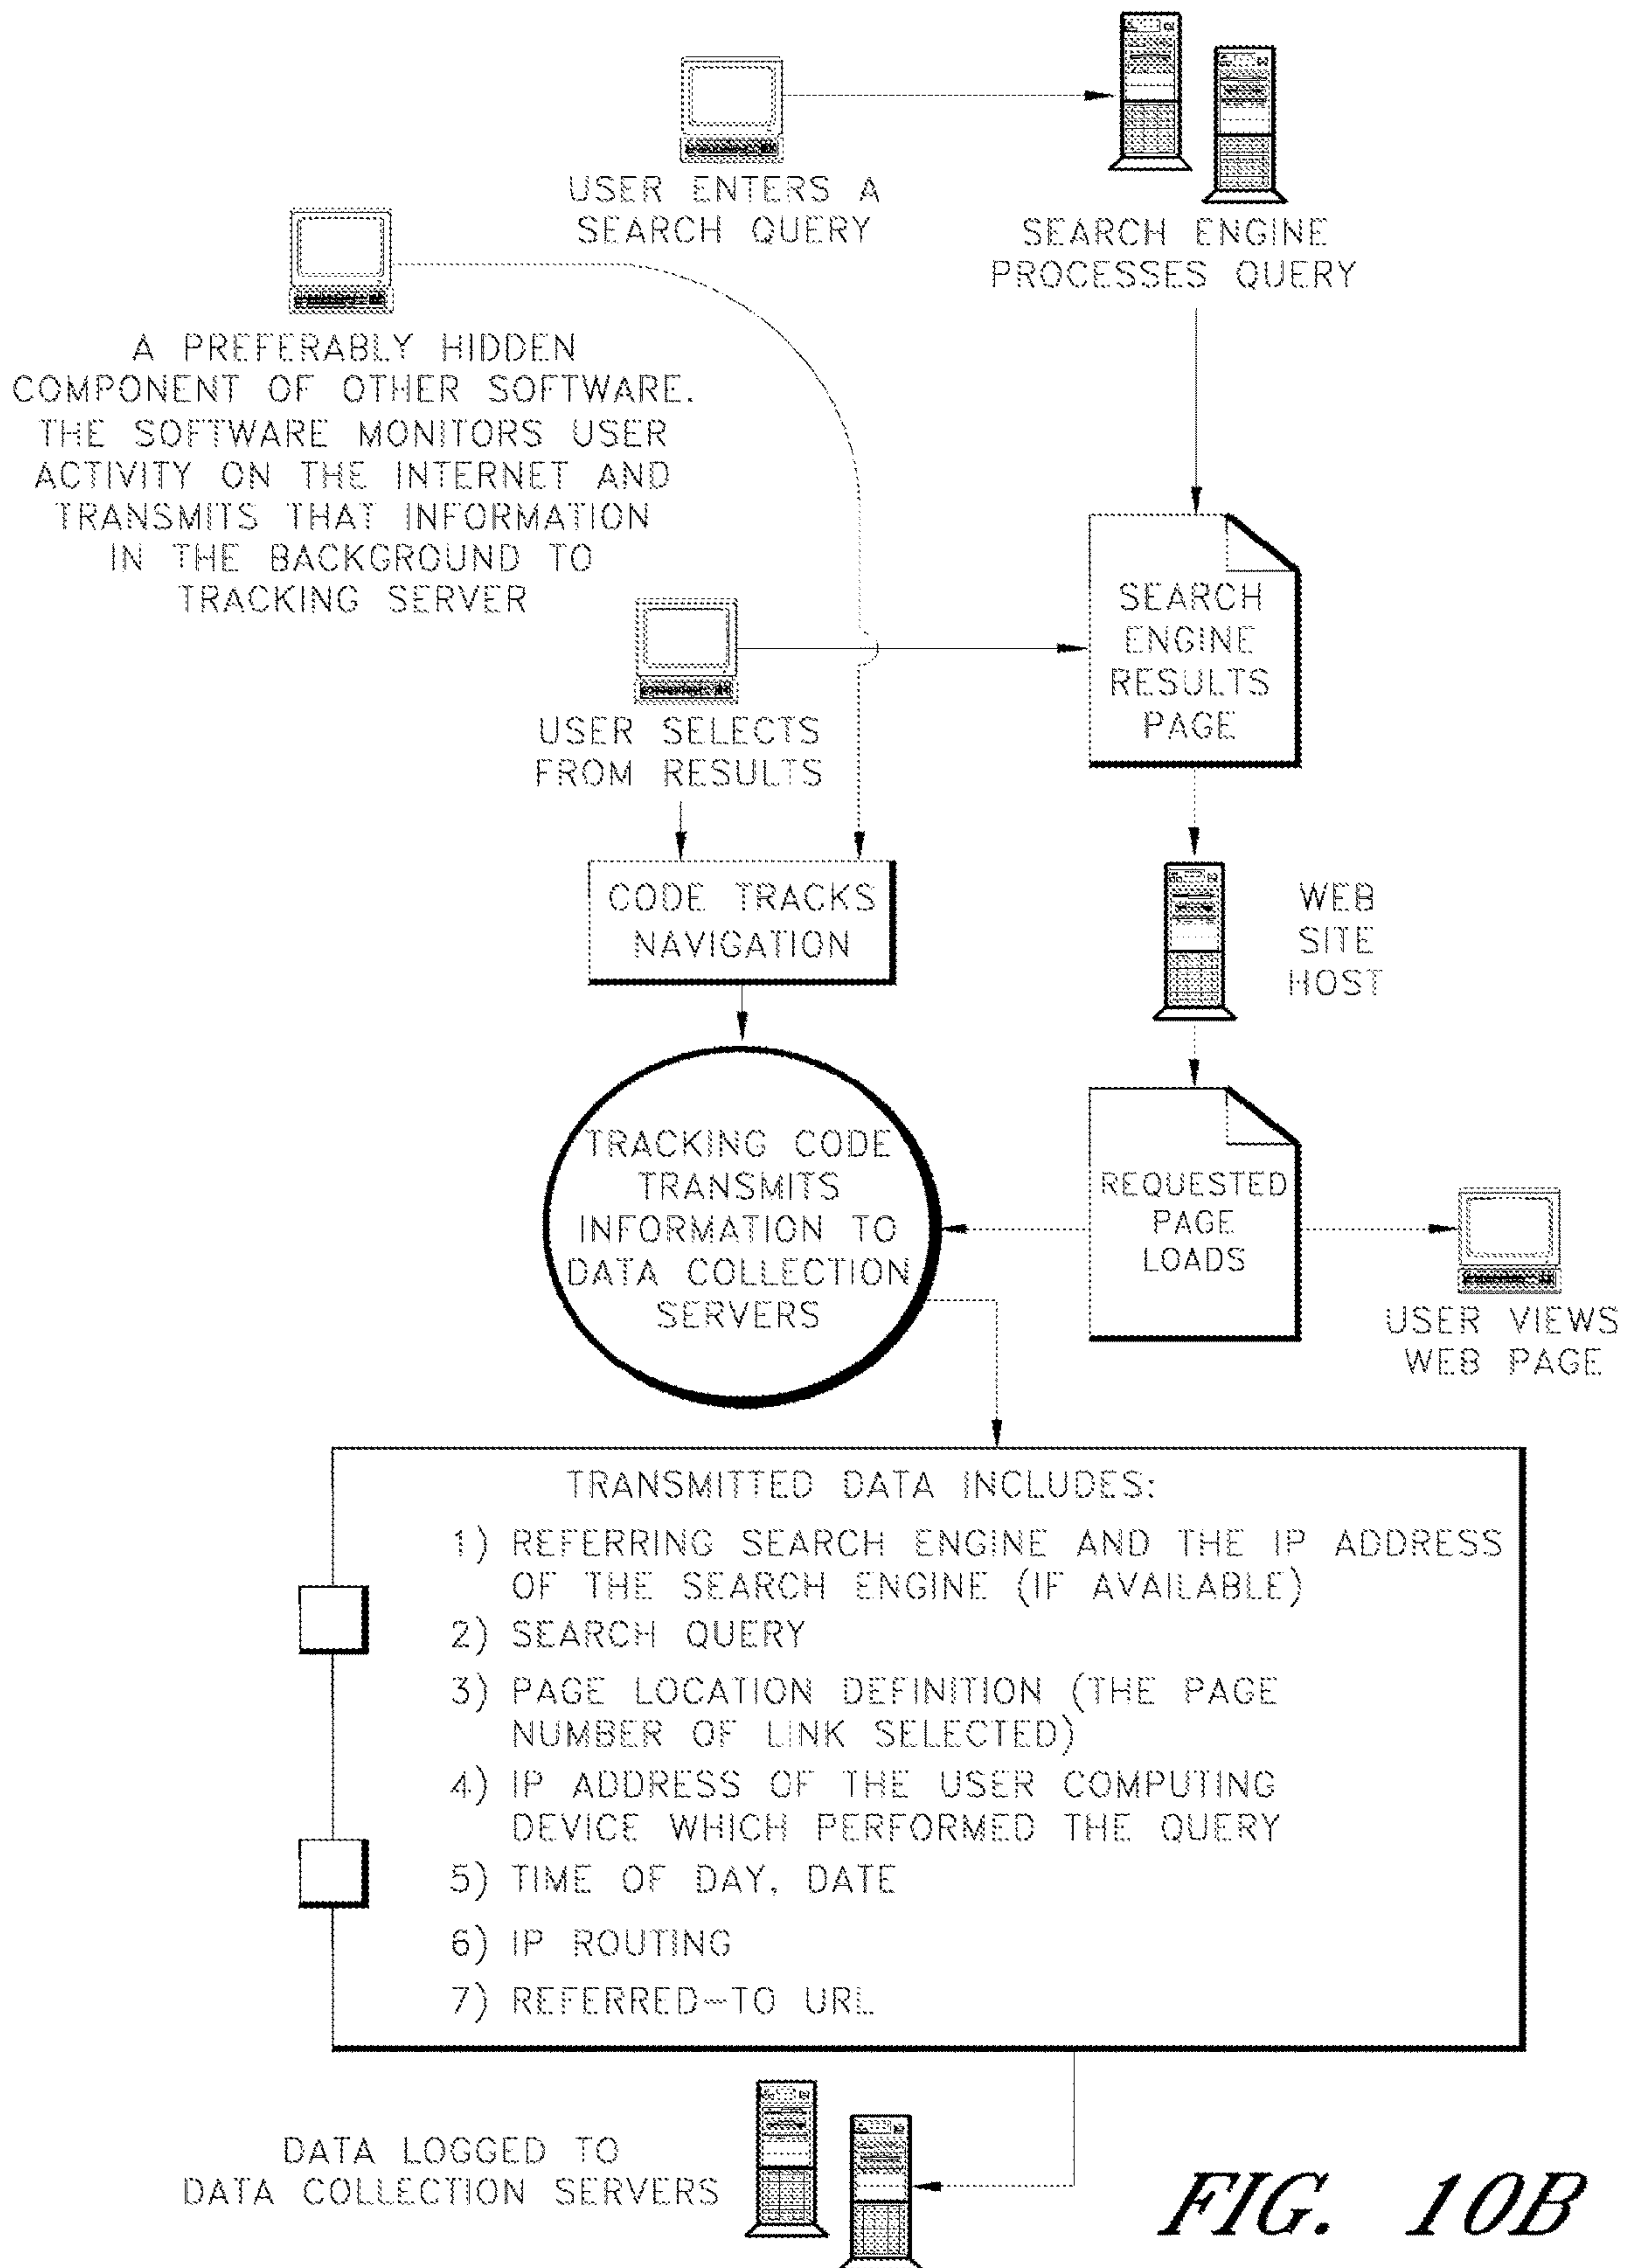 USER ENTERS A
SEARCH QUERY
SEARCH ENGINE
PROCESSES QUERY
A PREFERABLY HIDDEN
COMPONENT OF OTHER SOFTWARE.
THE SOFTWARE MONITORS USER
ACTIVITY ON THE INTERNET AND
TRANSMITS THAT INFORMATION
IN THE BACKGROUND TO
TRACKING SERVER
SEARCH
ENGINE
RESULTS
PAGE
USER SELECTS
FROM RESULTS
CODE TRACKS
NAVIGATION
WEB
SITE
HOST
TRACKING CODE
TRANSMITS
INFORMATION TO
DATA COLLECTION
SERVERS
REQUESTED
PAGE
LOADS
USER VIEWS
WEB PAGE
TRANSMITTED DATA INCLUDES:
1) REFERRING SEARCH ENGINE AND THE IP ADDRESS
OF THE SEARCH ENGINE (IF AVAILABLE)
2) SEARCH QUERY
3) PAGE LOCATION DEFINITION (THE PAGE
NUMBER OF LINK SELECTED)
4) IP ADDRESS OF THE USER COMPUTING
DEVICE WHICH PERFORMED THE QUERY
5) TIME OF DAY, DATE
6) IP ROUTING
7) REFERRED-TO URL
DATA LOGGED TO
DATA COLLECTION SERVERS
FIG. 10B